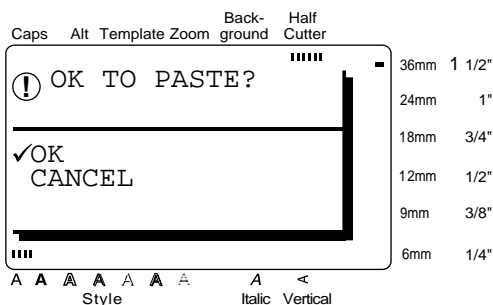 Caps Alt Template Zoom Back-ground Half Cutter
OK TO PASTE?
OK
CANCEL
36mm 1 1/2"
24mm 1"
18mm 3/4"
12mm 1/2"
9mm 3/8"
6mm 1/4"
A A A A A A A A A
Style Italic Vertical